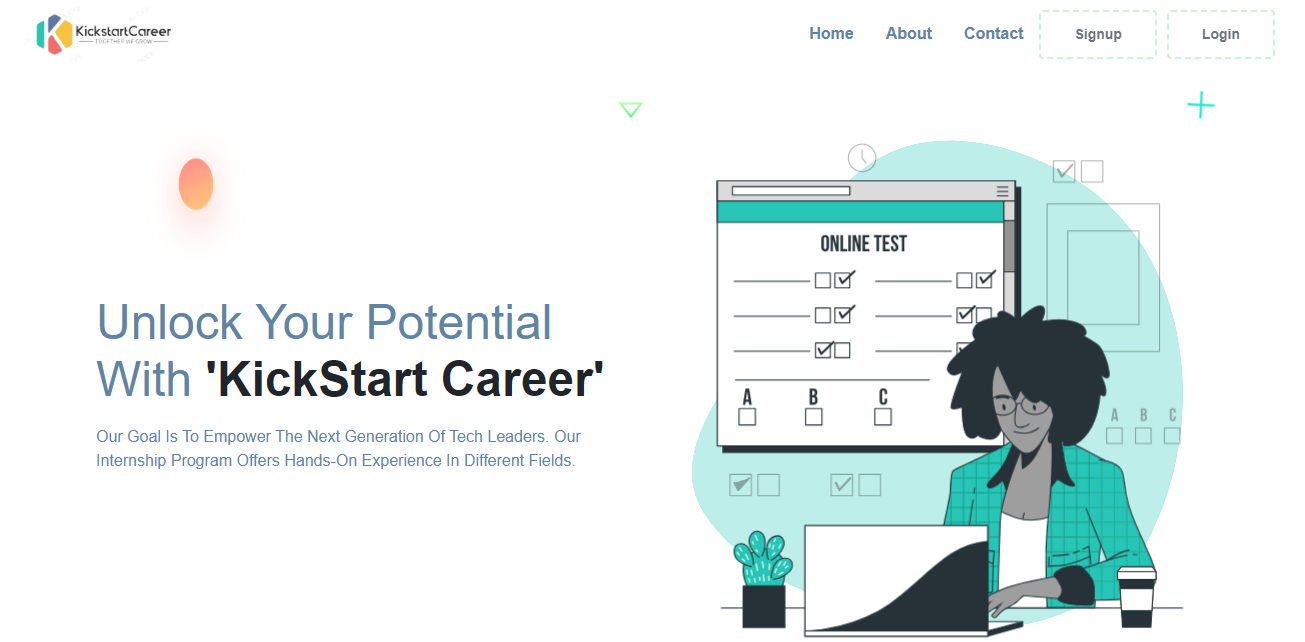 KickstartCareer
TOGETHER WE GROW
Home About Contact Signup Login
Unlock Your Potential
With 'KickStart Career'
Our Goal Is To Empower The Next Generation Of Tech Leaders. Our
Internship Program Offers Hands-On Experience In Different Fields.
ONLINE TEST
A B C
A B C